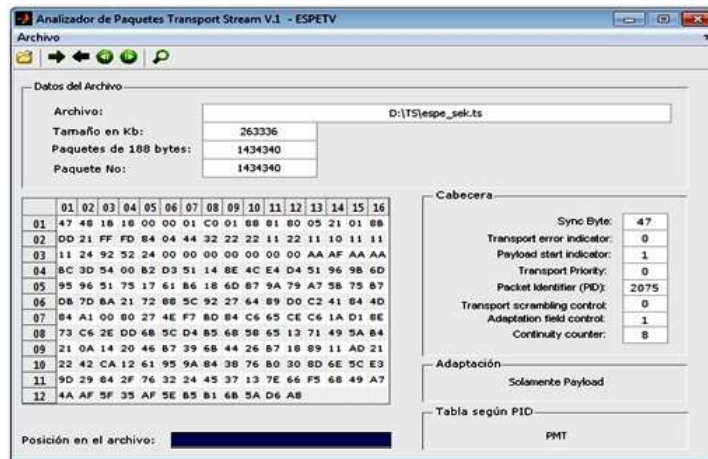 Analizador de Paquetes Transport Stream V.1 - ESPETV
Archivo
Datos del Archivo
Archivo: D:\TS\espe_sek.ts
Tamaño en Kb: 263336
Paquetes de 188 bytes: 1434340
Paquete No: 1434340
01 02 03 04 05 06 07 08 09 10 11 12 13 14 15 16
01 47 48 1B 18 00 00 01 C0 01 88 81 80 05 21 01 8B
02 DD 21 FF FD 84 04 44 32 22 22 11 22 11 10 11 11
03 11 24 92 52 24 00 00 00 00 00 00 00 AA AF AA AA
04 BC 3D 54 00 B2 D3 51 14 8E 4C E4 D4 51 96 9B 6D
05 95 96 51 75 17 61 B6 18 6D 87 9A 79 A7 5B 75 B7
06 DB 7D BA 21 72 88 5C 92 27 64 89 D0 C2 41 84 4D
07 84 A1 00 80 27 4E F7 BD 84 C6 65 CE C6 1A D1 8E
08 73 C6 2E DD 6B 5C D4 B5 68 58 65 13 71 49 5A B4
09 21 0A 14 20 46 B7 39 6B 44 26 B7 18 89 11 AD 21
10 22 42 CA 12 61 95 9A 84 38 76 B0 30 8D 6E 5C E3
11 9D 29 84 2F 76 32 24 45 37 13 7E 66 F5 68 49 A7
12 4A AF 5F 35 AF 5E B5 B1 6B 5A D6 A8
Posición en el archivo:
Cabecera
Sync Byte: 47
Transport error indicator: 0
Payload start indicator: 1
Transport Priority: 0
Packet Identifier (PID): 2075
Transport scrambling control: 0
Adaptation field control: 1
Continuity counter: 8
Adaptación
Solamente Payload
Tabla según PID
PMT